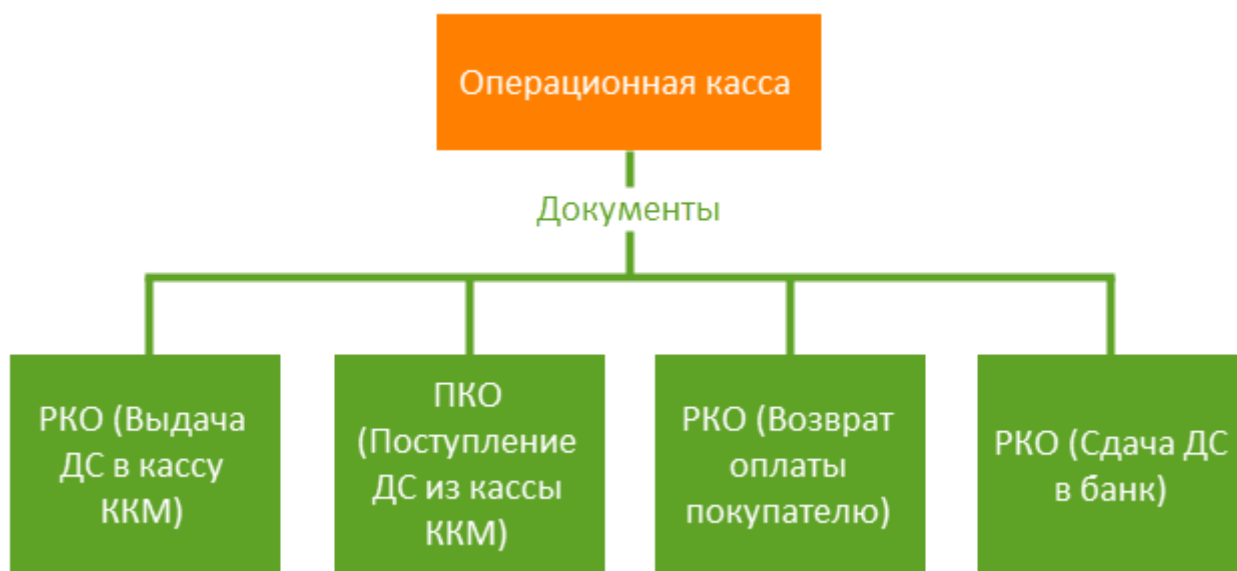 Операционная касса
Документы
РКО (Выдача
ДС в кассу
ККМ)
ПКО
(Поступление
ДС из кассы
ККМ)
РКО (Возврат
оплаты
покупателю)
РКО (Сдача ДС
в банк)